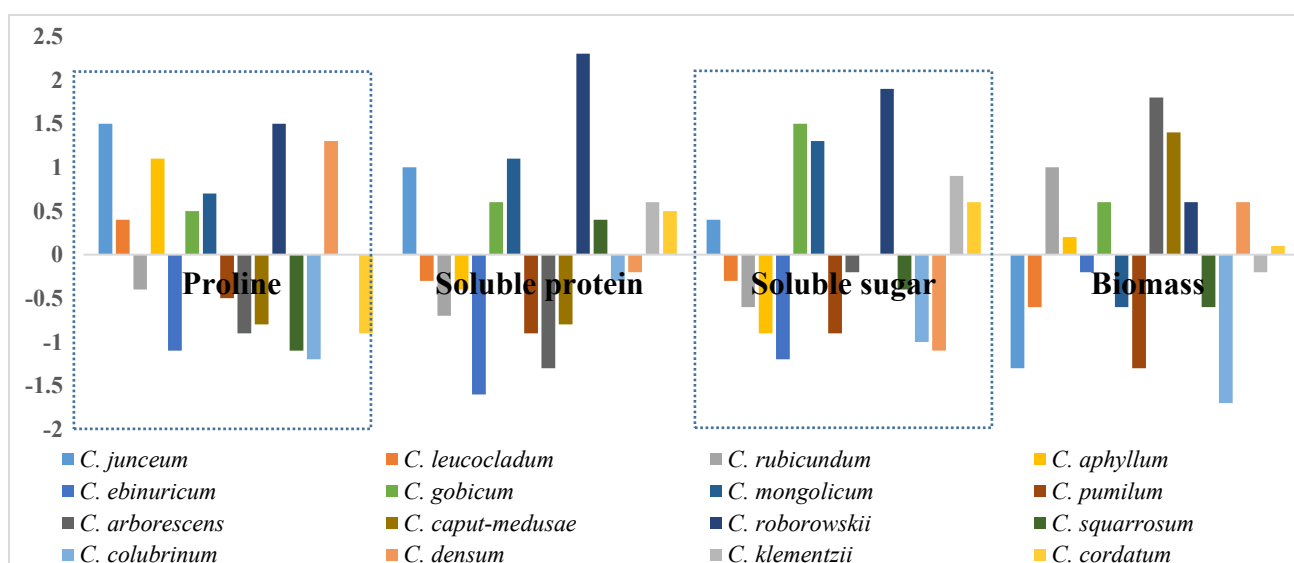 2.5
2
1.5
1
0.5
0
-0.5
-1
-1.5
-2
Proline
Soluble protein
Soluble sugar
Biomass
C. junceum
C. leucocladum
C. rubicundum
C. aphyllum
C. ebinuricum
C. gobicum
C. mongolicum
C. pumilum
C. arborescens
C. caput-medusae
C. roborowskii
C. squarrosum
C. colubrinum
C. densum
C. klementzii
C. cordatum